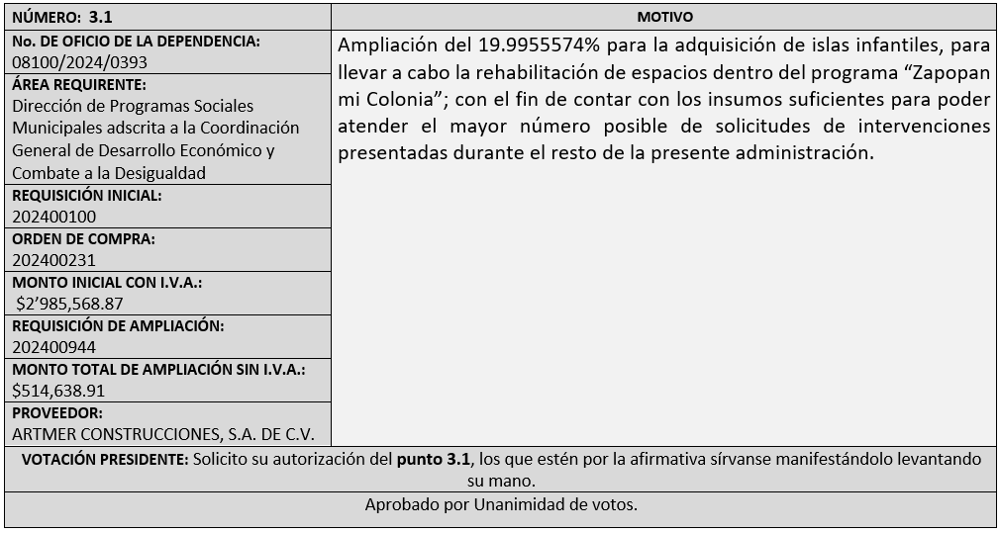 NÚMERO: 3.1
MOTIVO
No. DE OFICIO DE LA DEPENDENCIA:
08100/2024/0393
ÁREA REQUIRENTE:
Dirección de Programas Sociales
Municipales adscrita a la Coordinación
General de Desarrollo Económico y
Combate a la Desigualdad
REQUISICIÓN INICIAL:
202400100
ORDEN DE COMPRA:
202400231
MONTO INICIAL CON I.V.A.:
$2’985,568.87
REQUISICIÓN DE AMPLIACIÓN:
202400944
MONTO TOTAL DE AMPLIACIÓN SIN I.V.A.:
$514,638.91
PROVEEDOR:
ARTMER CONSTRUCCIONES, S.A. DE C.V.
Ampliación del 19.9955574% para la adquisición de islas infantiles, para
llevar a cabo la rehabilitación de espacios dentro del programa “Zapopan
mi Colonia”; con el fin de contar con los insumos suficientes para poder
atender el mayor número posible de solicitudes de intervenciones
presentadas durante el resto de la presente administración.
VOTACIÓN PRESIDENTE: Solicito su autorización del punto 3.1, los que estén por la afirmativa sírvanse manifestándolo levantando
su mano.
Aprobado por Unanimidad de votos.